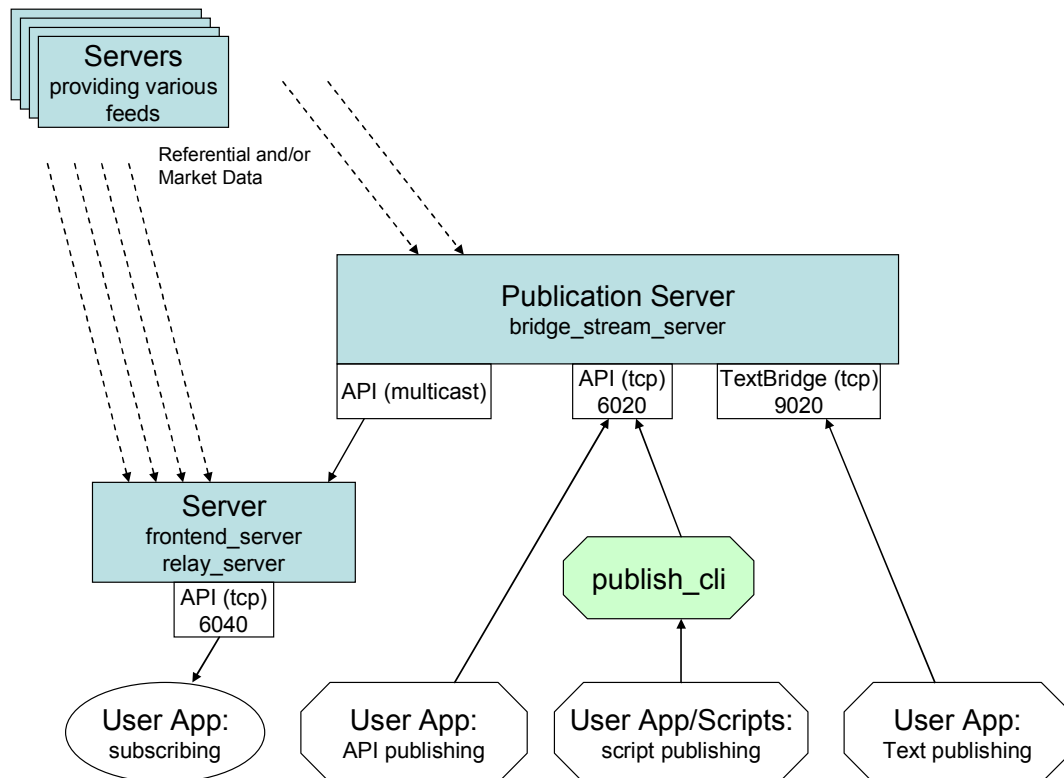 Servers
providing various
feeds
Referential and/or
Market Data
Publication Server
bridge_stream_server
API (multicast)
API (tcp)
6020
TextBridge (tcp)
9020
Server
frontend_server
relay_server
API (tcp)
6040
publish_cli
User App:
subscribing
User App:
API publishing
User App/Scripts:
script publishing
User App:
Text publishing